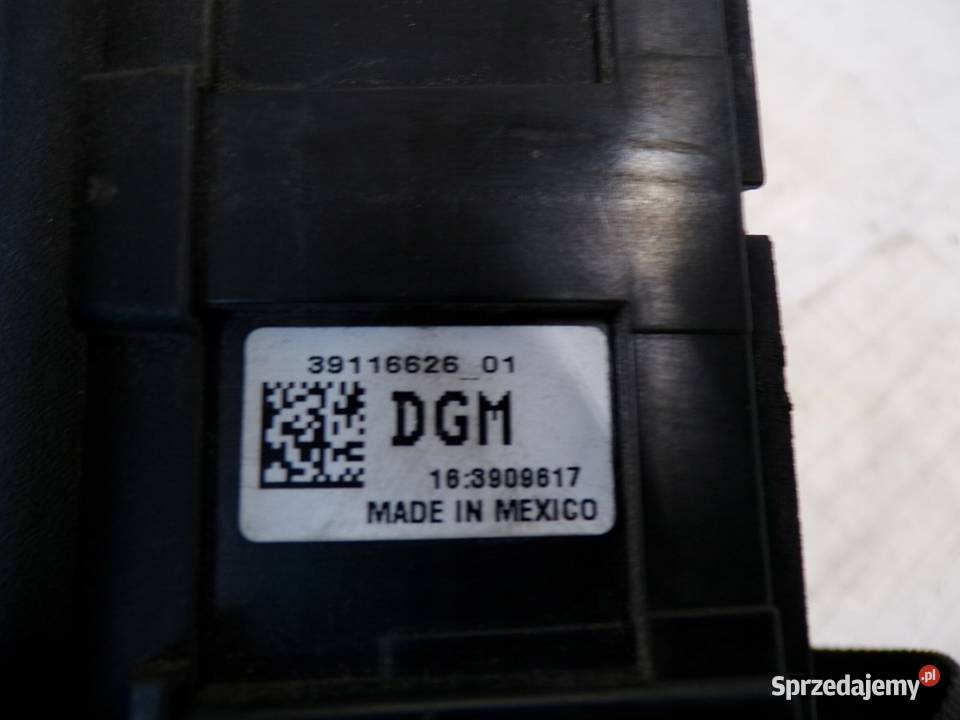 39116626_01
DGM
16:3909617
MADE IN MEXICO
Sprzedajemy.pl